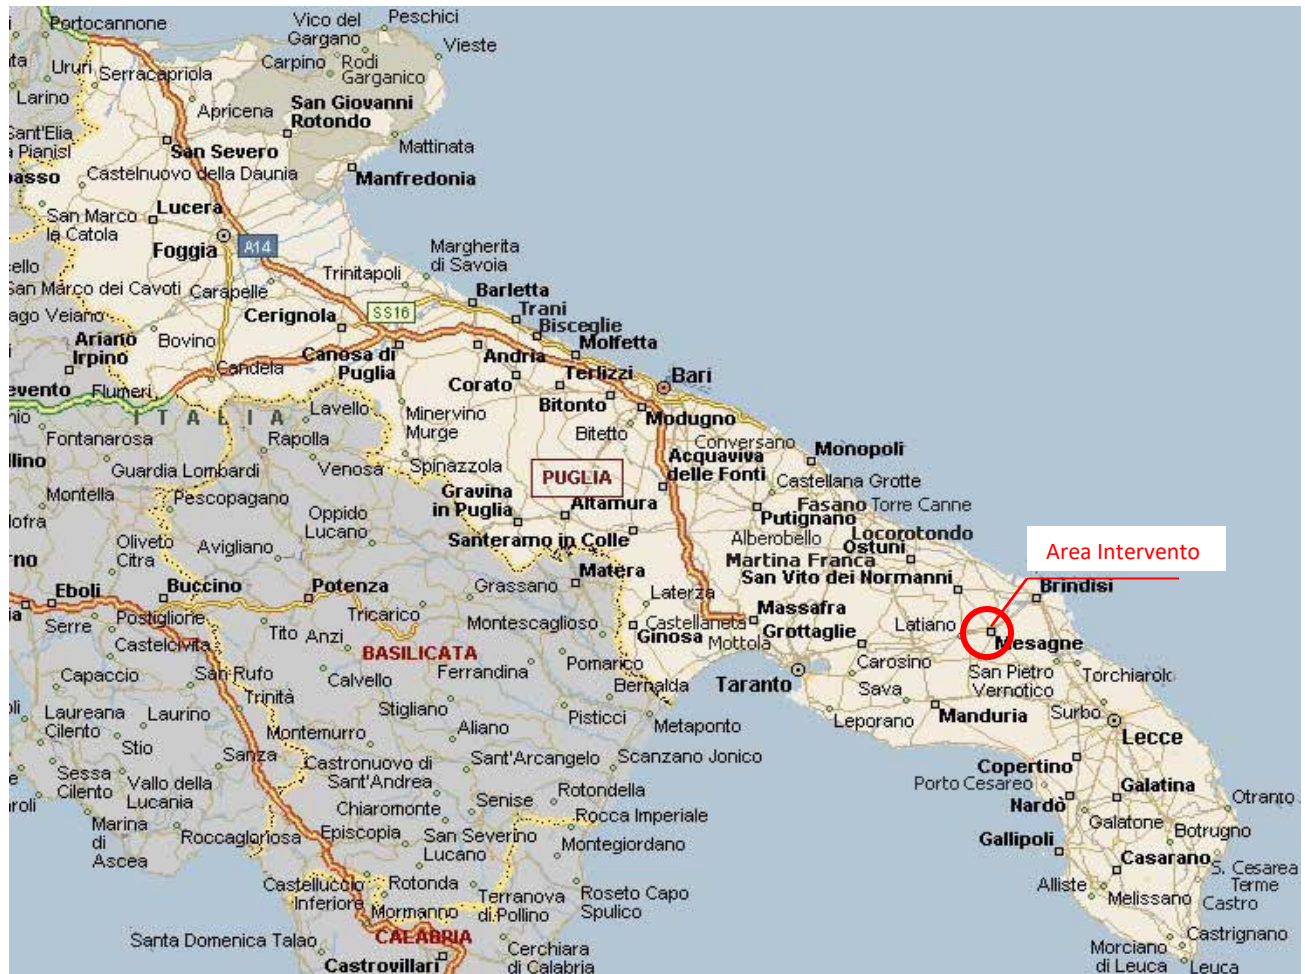 Portocannone
Vico del
Gargano
Peschici
Vieste
Carpino
Rodi
Garganico
Ururi
Serracapriola
Larino
Apricena
San Giovanni
Rotondo
Sant'Elia
a Pianisi
San Severo
Mattinata
Castelnuovo della Daunia
Manfredonia
San Marco
la Catola
Lucera
Foggia
A14
Margherita
di Savoia
Trinitapoli
San Marco dei Cavoti
Carapelle
Barletta
Cerignola
SS16
Trani
Bisceglie
Ariano
Irpino
Bovino
Molfetta
Canosa di
Puglia
Andria
Candela
Corato
Terlizzi
Bari
Flumeri
Bitonto
Modugno
ITALIA
Lavello
Minervino
Murge
Bitetto
Conversano
Fontanarosa
Rapolla
Acquaviva
delle Fonti
Monopoli
Guardia Lombardi
Venosa
Spinazzola
PUGLIA
Castellana Grotte
Montella
Pescopagano
Gravina
in Puglia
Altamura
Fasano
Torre Canne
Oppido
Lucano
Putignano
Oliveto
Citra
Avigliano
Santeramo in Colle
Alberobello
Locorotondo
Ostuni
Area Intervento
Martina Franca
Eboli
Buccino
Potenza
Grassano
Matera
San Vito dei Normanni
Brindisi
Laterza
Postiglione
Tricarico
Massafra
Serre
Tito
Anzi
Montescaglioso
Castellaneta
Ginosa
Mottola
Grottaglie
Latiano
Mesagne
Castelcivita
BASILICATA
Capaccio
San Rufo
Calvello
Ferrandina
Pomarico
Carosino
San Pietro
Vernotico
Torchiarolo
Trinità
Bernalda
Taranto
Sava
Laureana
Cilento
Laurino
Stigliano
Pisticci
Metaponto
Leporano
Manduria
Surbo
Lecce
Stio
Montemurro
Aliano
Sanza
Castronuovo di
Sant'Andrea
Sant'Arcangelo
Scanzano Jonico
Copertino
Sessa
Cilento
Vallo della
Lucania
Porto Cesareo
Galatina
Chiaromonte
Senise
Rotondella
Nardò
Otranto
Marina
di
Ascea
Roccagloriosa
Episcopia
San Severino
Lucano
Rocca Imperiale
Galatone
Botrugno
Montegiordano
Gallipoli
Casarano
S. Cesarea
Terme
Castelluccio
Inferiore
Rotonda
Terranova
di Pollino
Roseto Capo
Spulico
Alliste
Melissano
Castro
Mormanno
Santa Domenica Talao
CALABRIA
Castrovillari
Cerchiara
di Calabria
Castrignano
Morciano
di Leuca
Leuca